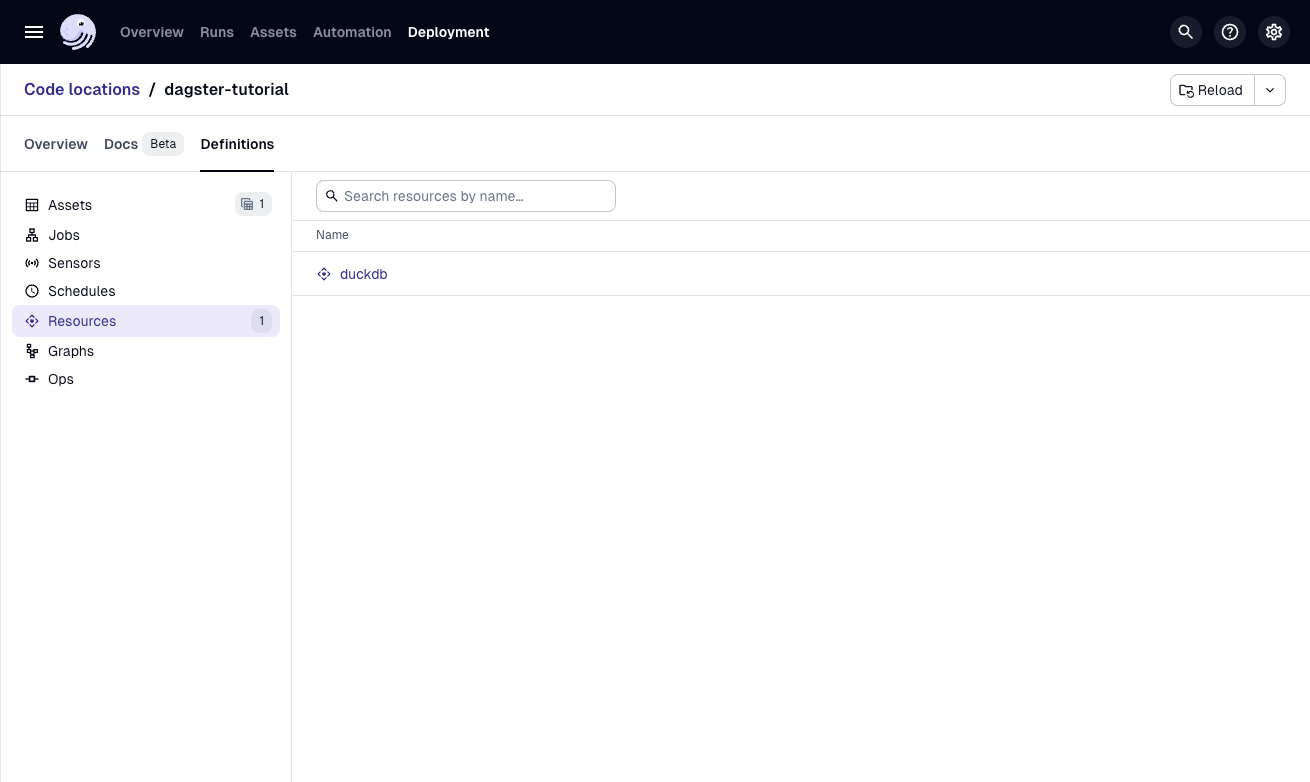 Overview Runs Assets Automation Deployment
Code locations / dagster-tutorial Reload
Overview Docs Beta Definitions
Assets 1
Jobs
Sensors
Schedules
Resources 1
Graphs
Ops
Search resources by name…
Name
duckdb